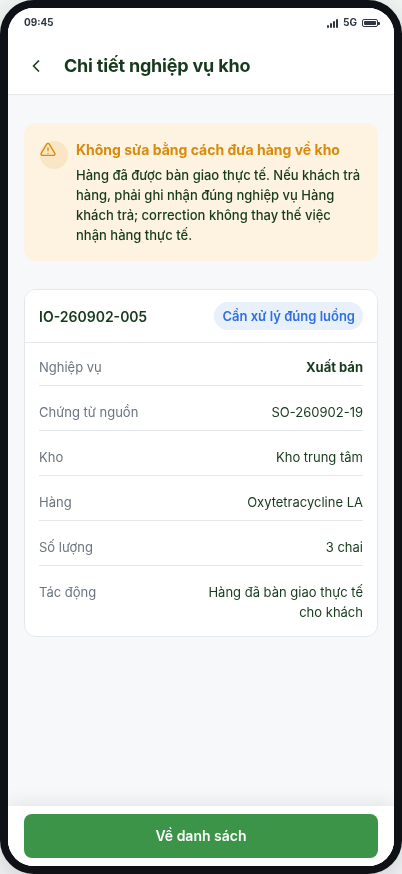 09:45
5G
Chi tiết nghiệp vụ kho
Không sửa bằng cách đưa hàng về kho
Hàng đã được bàn giao thực tế. Nếu khách trả
hàng, phải ghi nhận đúng nghiệp vụ Hàng
khách trả; correction không thay thế việc
nhận hàng thực tế.
IO-260902-005
Cần xử lý đúng luồng
Nghiệp vụ
Xuất bán
Chứng từ nguồn
SO-260902-19
Kho
Kho trung tâm
Hàng
Oxytetracycline LA
Số lượng
3 chai
Tác động
Hàng đã bàn giao thực tế
cho khách
Về danh sách